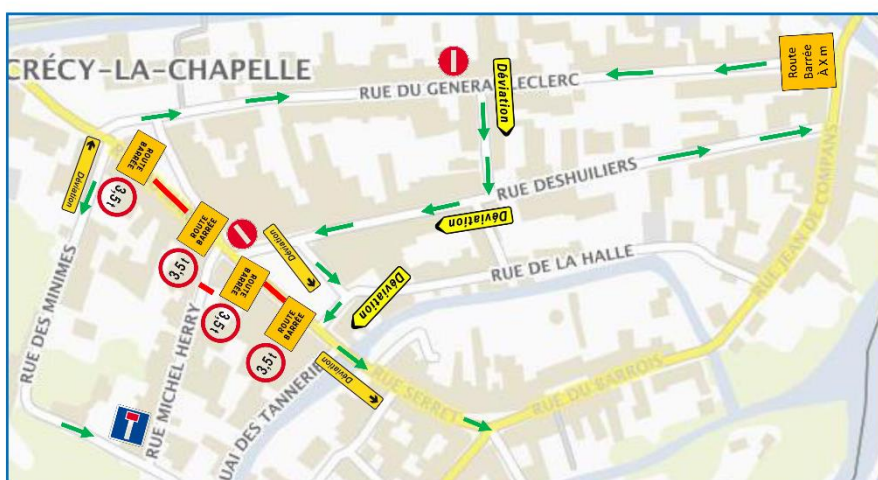 CRÉCY-LA-CHAPELLE
RUE DU GENERAL LECLERC
Déviation
Route
Barrée
À X m
Déviation
ROUTE
BARRÉE
3,5t
RUE DESHUILIERS
Déviation
ROUTE
BARRÉE
3,5t
Déviation
RUE DE LA HALLE
RUE JEAN DE COMPANS
ROUTE
BARRÉE
3,5t
Déviation
ROUTE
BARRÉE
3,5t
RUE DES MINIMES
RUE MICHEL HERRY
Déviation
RUE SERRET
RUE DU BARROIS
UAI DES TANNERIE